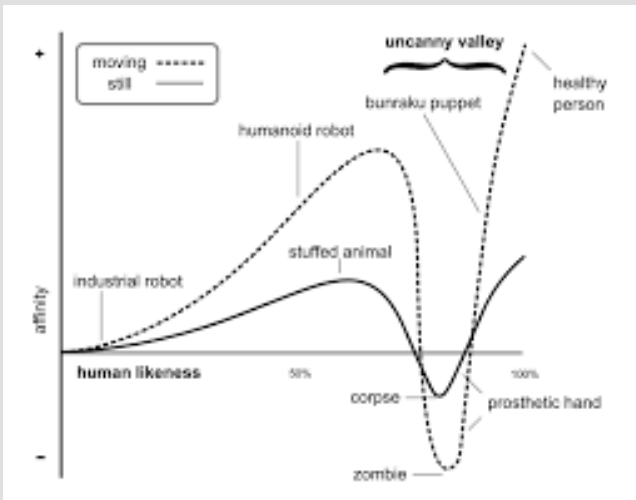 +
uncanny valley
moving
still
healthy
person
bunraku puppet
humanoid robot
stuffed animal
industrial robot
affinity
human likeness
50%
100%
corpse
prosthetic hand
–
zombie